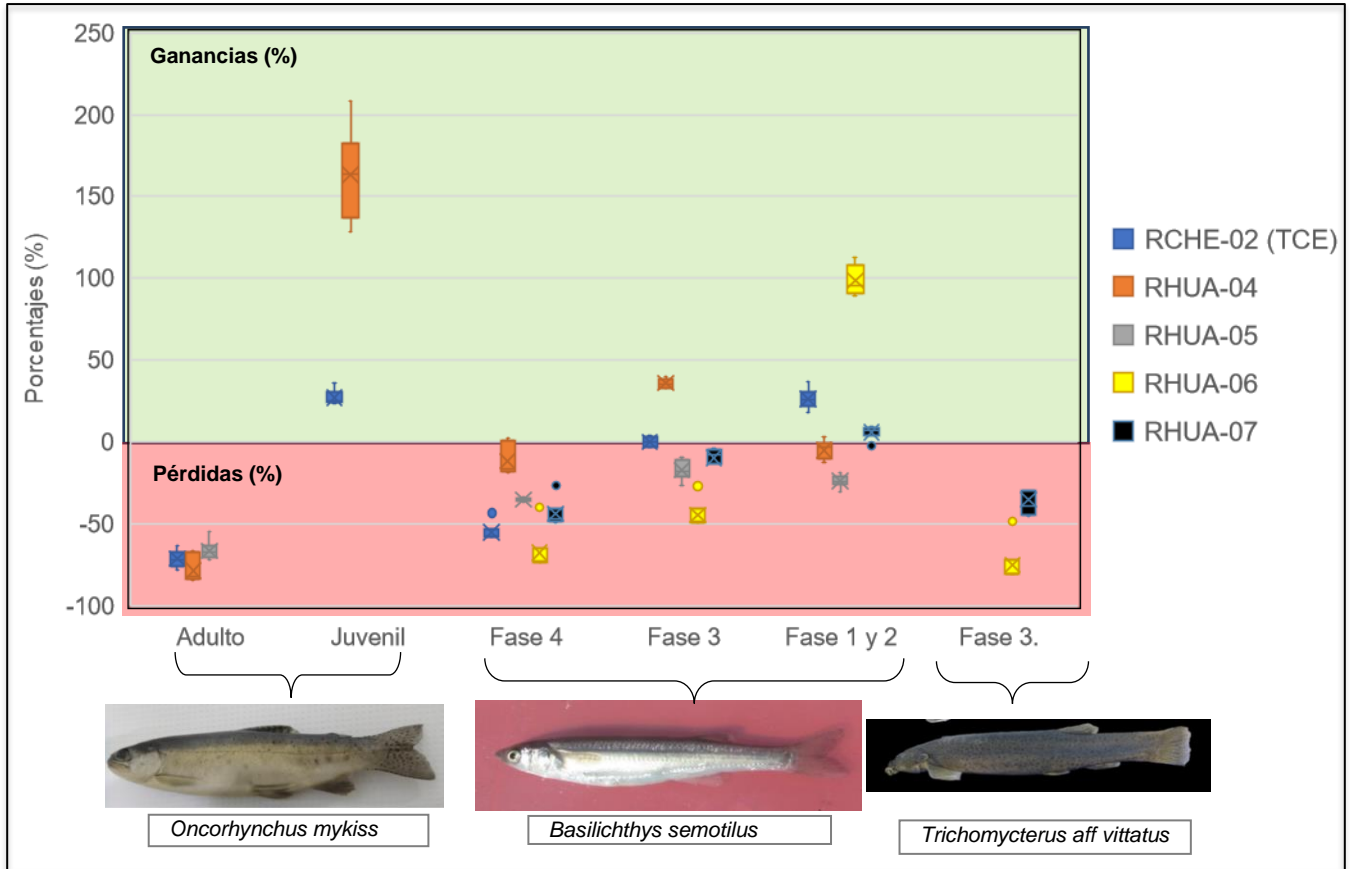 250
Ganancias (%)
200
150
100
50
0
Pérdidas (%)
-50
-100
Porcentajes (%)
RCHE-02 (TCE)
RHUA-04
RHUA-05
RHUA-06
RHUA-07
Adulto
Juvenil
Fase 4
Fase 3
Fase 1 y 2
Fase 3.
Oncorhynchus mykiss
Basilichthys semotilus
Trichomycterus aff vittatus